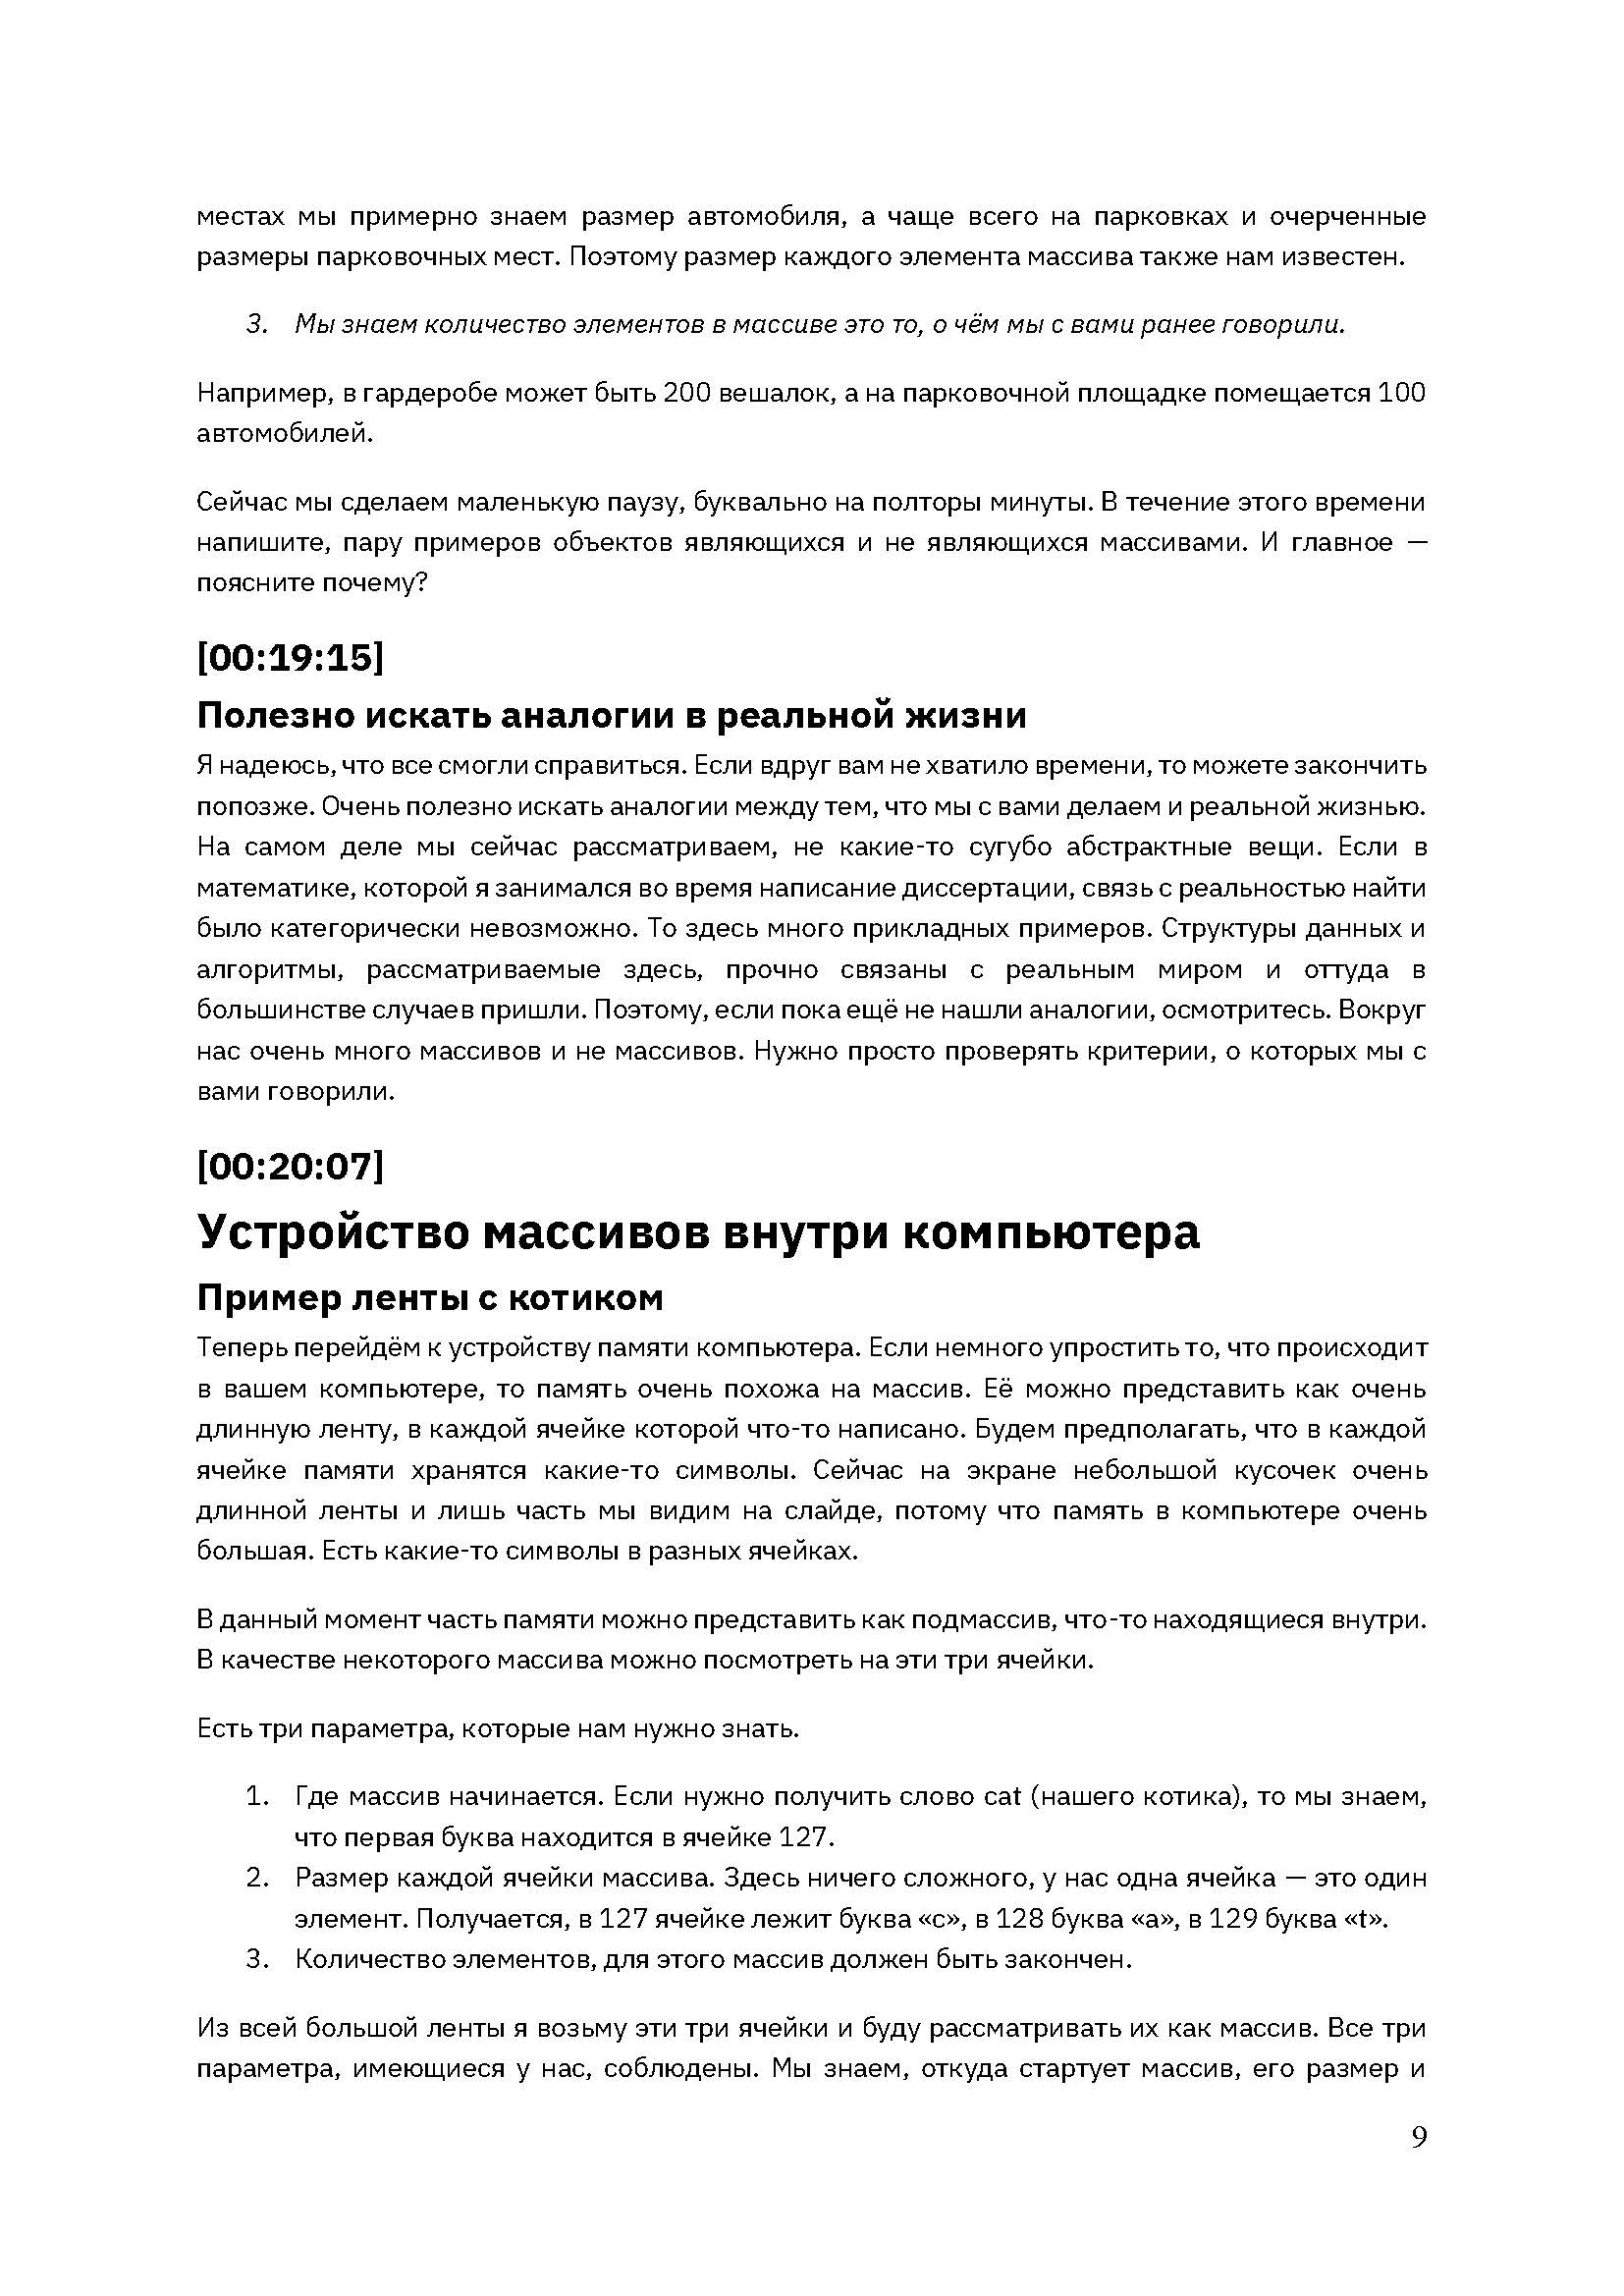 местах мы примерно знаем размер автомобиля, а чаще всего на парковках и очерченные
размеры парковочных мест. Поэтому размер каждого элемента массива также нам известен.
3. Мы знаем количество элементов в массиве это то, о чём мы с вами ранее говорили.
Например, в гардеробе может быть 200 вешалок, а на парковочной площадке помещается 100
автомобилей.
Сейчас мы сделаем маленькую паузу, буквально на полторы минуты. В течение этого времени
напишите, пару примеров объектов являющихся и не являющихся массивами. И главное —
поясните почему?
[00:19:15]
Полезно искать аналогии в реальной жизни
Я надеюсь, что все смогли справиться. Если вдруг вам не хватило времени, то можете закончить
попозже. Очень полезно искать аналогии между тем, что мы с вами делаем и реальной жизнью.
На самом деле мы сейчас рассматриваем, не какие-то сугубо абстрактные вещи. Если в
математике, которой я занимался во время написание диссертации, связь с реальностью найти
было категорически невозможно. То здесь много прикладных примеров. Структуры данных и
алгоритмы, рассматриваемые здесь, прочно связаны с реальным миром и оттуда в
большинстве случаев пришли. Поэтому, если пока ещё не нашли аналогии, осмотритесь. Вокруг
нас очень много массивов и не массивов. Нужно просто проверять критерии, о которых мы с
вами говорили.
[00:20:07]
Устройство массивов внутри компьютера
Пример ленты с котиком
Теперь перейдём к устройству памяти компьютера. Если немного упростить то, что происходит
в вашем компьютере, то память очень похожа на массив. Её можно представить как очень
длинную ленту, в каждой ячейке которой что-то написано. Будем предполагать, что в каждой
ячейке памяти хранятся какие-то символы. Сейчас на экране небольшой кусочек очень
длинной ленты и лишь часть мы видим на слайде, потому что память в компьютере очень
большая. Есть какие-то символы в разных ячейках.
В данный момент часть памяти можно представить как подмассив, что-то находящиеся внутри.
В качестве некоторого массива можно посмотреть на эти три ячейки.
Есть три параметра, которые нам нужно знать.
1. Где массив начинается. Если нужно получить слово cat (нашего котика), то мы знаем,
что первая буква находится в ячейке 127.
2. Размер каждой ячейки массива. Здесь ничего сложного, у нас одна ячейка — это один
элемент. Получается, в 127 ячейке лежит буква «c», в 128 буква «a», в 129 буква «t».
3. Количество элементов, для этого массив должен быть закончен.
Из всей большой ленты я возьму эти три ячейки и буду рассматривать их как массив. Все три
параметра, имеющиеся у нас, соблюдены. Мы знаем, откуда стартует массив, его размер и
9